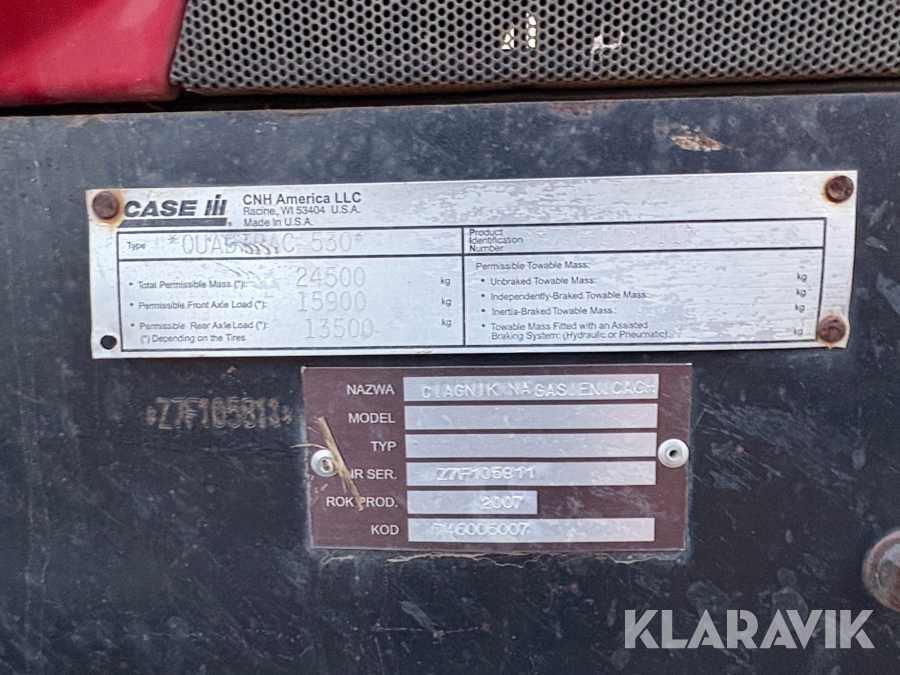 CASE III
CNH America LLC
Racine, WI 53404 U.S.A.
Made in U.S.A.
Type *QUADTRAC 530*
Product
Identification
Number
• Total Permissible Mass (*): 24500 kg
• Permissible Front Axle Load (*): 15900 kg
• Permissible Rear Axle Load (*): 13500 kg
(*) Depending on the Tires
Permissible Towable Mass:
• Unbraked Towable Mass: kg
• Independently-Braked Towable Mass: kg
• Inertia-Braked Towable Mass: kg
• Towable Mass Fitted with an Assisted
Braking System: (Hydraulic or Pneumatic): kg
*Z7F105811*
NAZWA CIAGNIK NA GASIENICACH
MODEL
TYP
NR SER. Z7F105811
ROK PROD. 2007
KOD 746005007
KLARAVIK